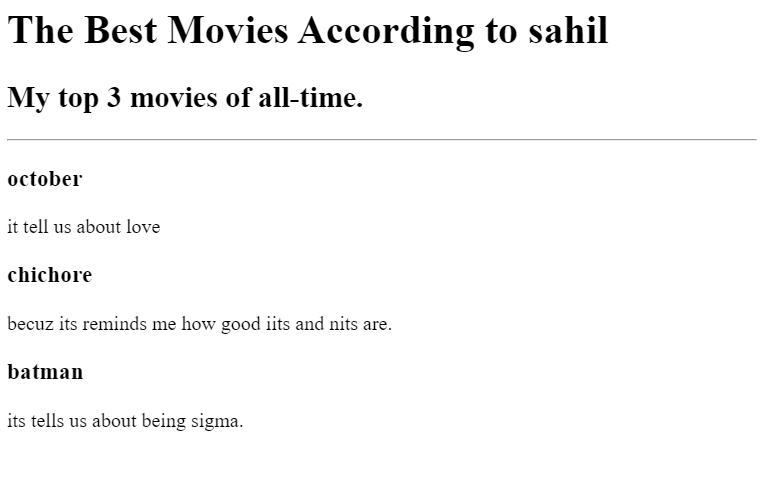 The Best Movies According to sahil
My top 3 movies of all-time.
october
it tell us about love
chichore
becuz its reminds me how good iits and nits are.
batman
its tells us about being sigma.